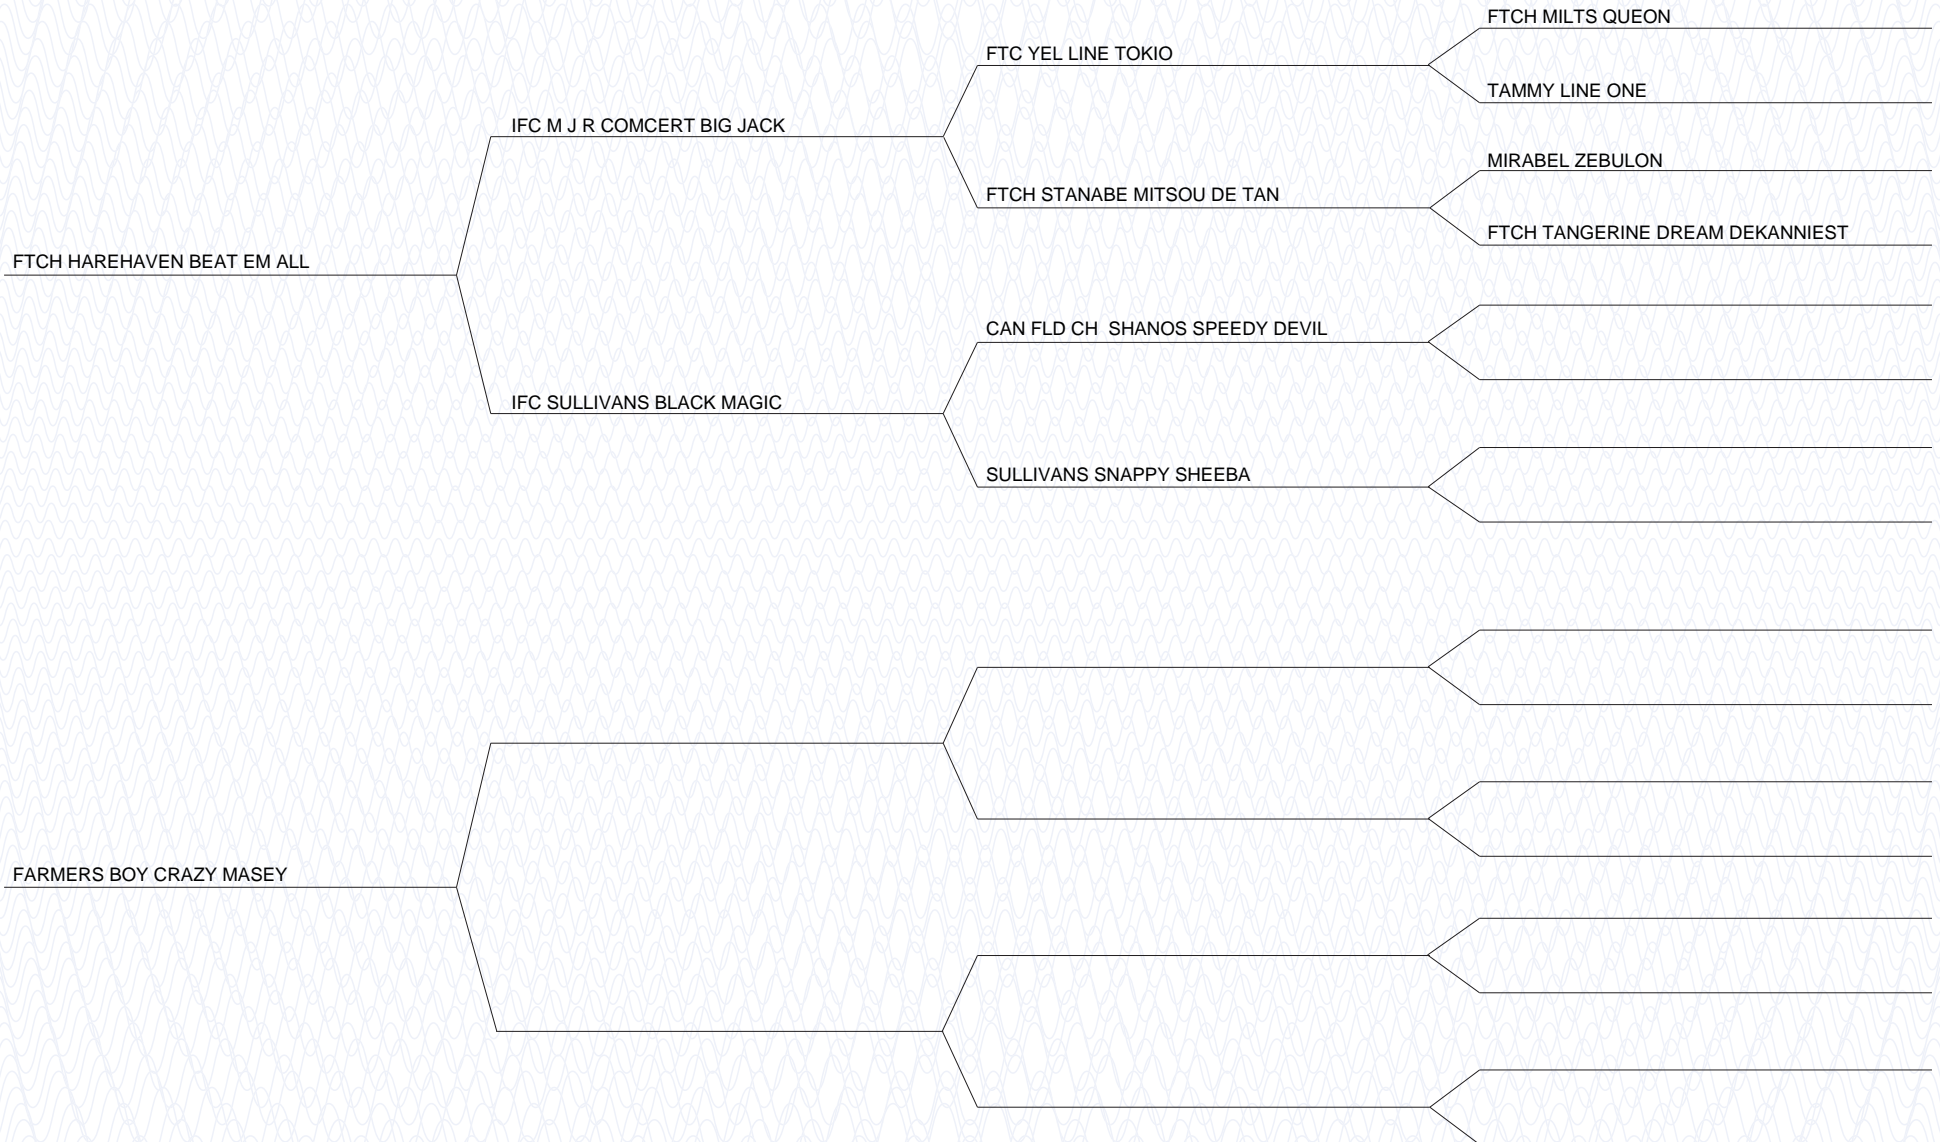 FTCH MILTS QUEON
FTC YEL LINE TOKIO
TAMMY LINE ONE
IFC M J R COMCERT BIG JACK
MIRABEL ZEBULON
FTCH STANABE MITSOU DE TAN
FTCH TANGERINE DREAM DEKANNIEST
FTCH HAREHAVEN BEAT EM ALL
CAN FLD CH  SHANOS SPEEDY DEVIL
IFC SULLIVANS BLACK MAGIC
SULLIVANS SNAPPY SHEEBA
FARMERS BOY CRAZY MASEY